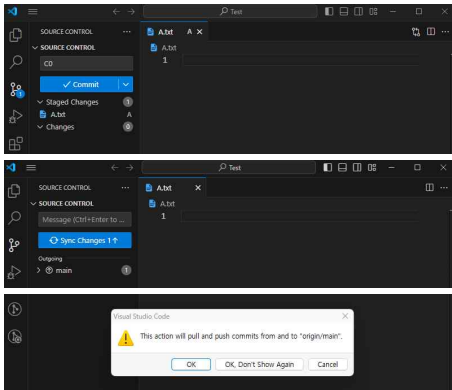 Test
SOURCE CONTROL
A.txt A
SOURCE CONTROL
A.txt
C0
1
Commit
Staged Changes 1
A.txt A
Changes 0
Test
SOURCE CONTROL
A.txt
SOURCE CONTROL
A.txt
Message (Ctrl+Enter to ...
1
Sync Changes 1↑
Outgoing
main 1
Visual Studio Code
This action will pull and push commits from and to "origin/main".
OK
OK, Don't Show Again
Cancel